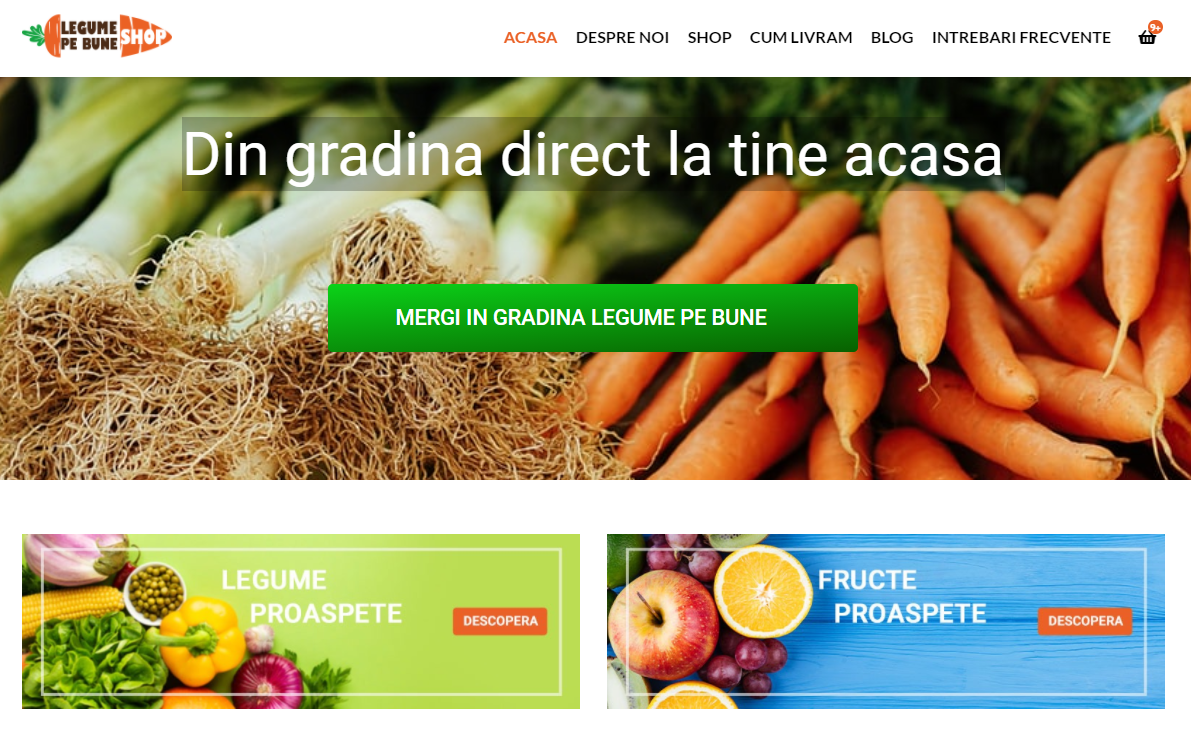 LEGUME
PE BUNE SHOP
ACASA DESPRE NOI SHOP CUM LIVRAM BLOG INTREBARI FRECVENTE 9+
Din gradina direct la tine acasa
MERGI IN GRADINA LEGUME PE BUNE
LEGUME
PROASPETE
DESCOPERA
FRUCTE
PROASPETE
DESCOPERA